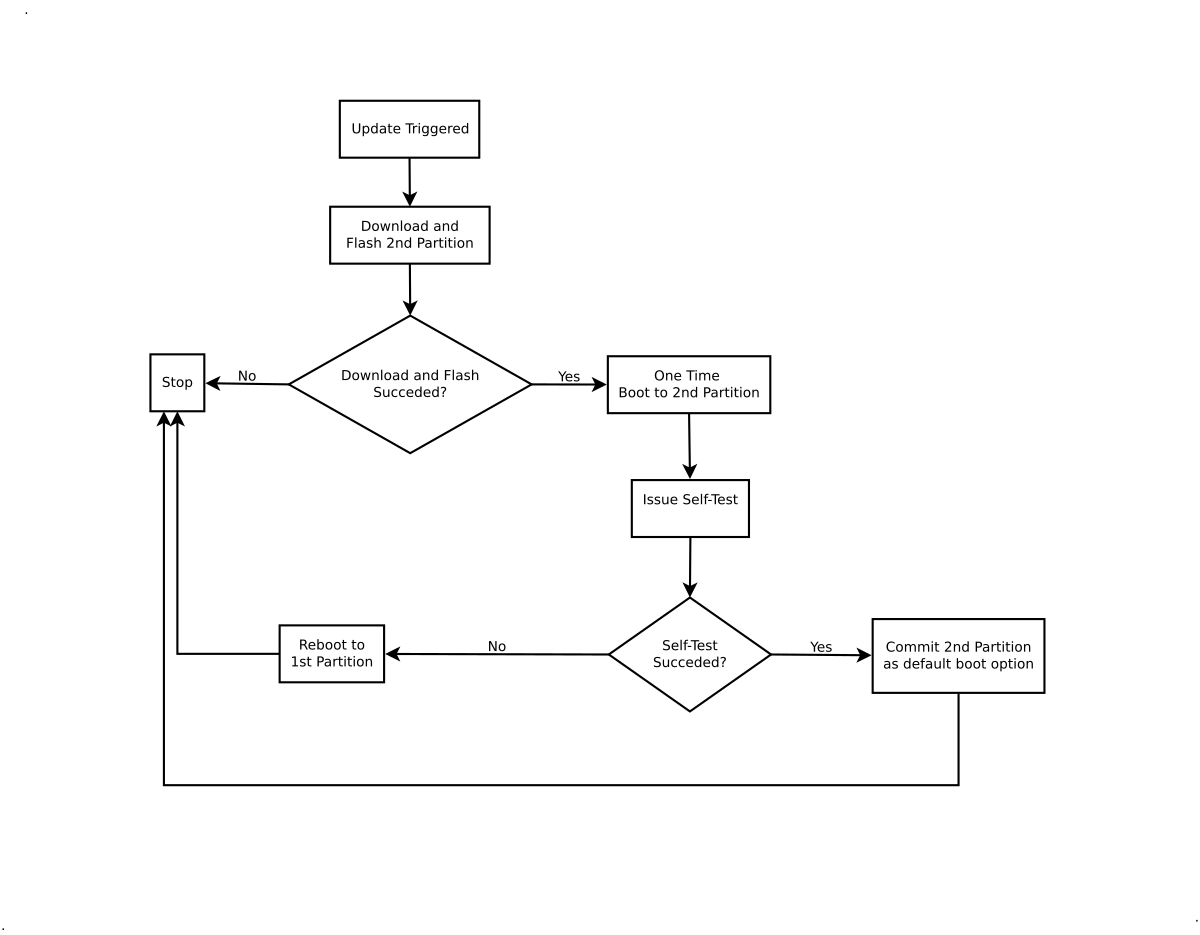 Update Triggered
Download and
Flash 2nd Partition
Stop
No
Download and Flash
Succeded?
Yes
One Time
Boot to 2nd Partition
Issue Self-Test
Reboot to
1st Partition
No
Self-Test
Succeded?
Yes
Commit 2nd Partition
as default boot option